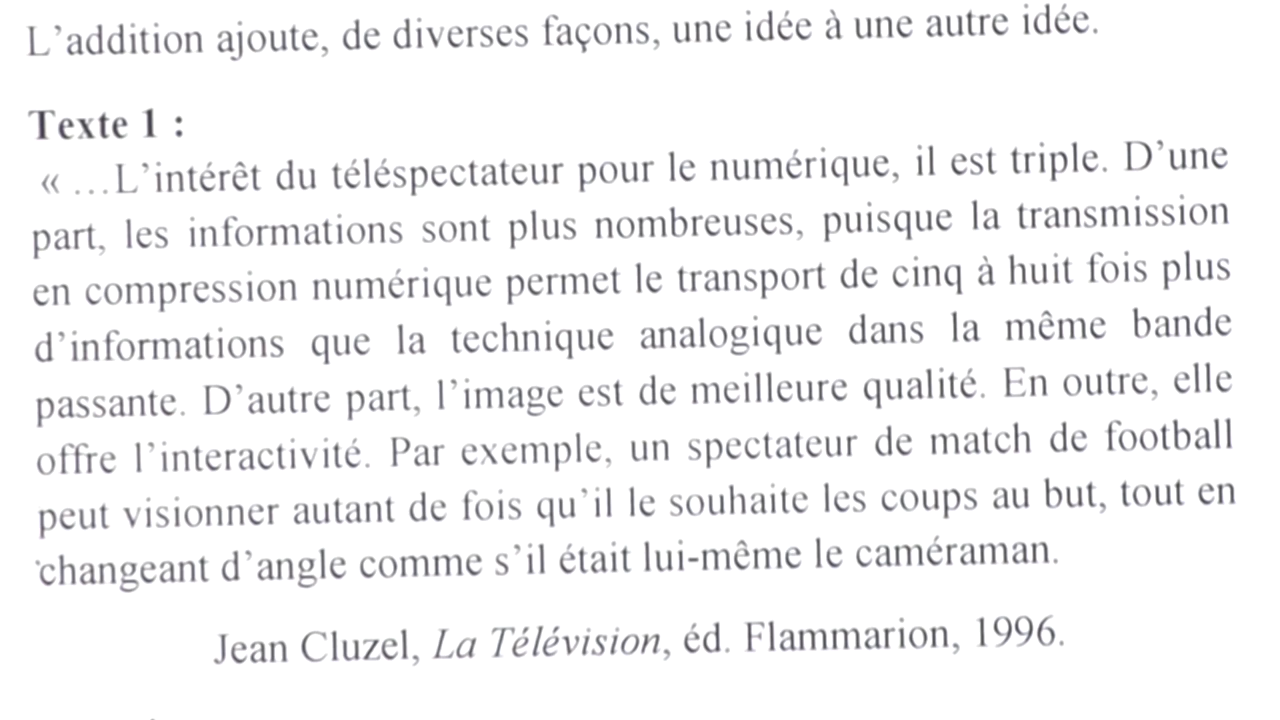 L'addition ajoute, de diverses façons, une idée à une autre idée.
Texte 1 :
« …L'intérêt du téléspectateur pour le numérique, il est triple. D'une
part, les informations sont plus nombreuses, puisque la transmission
en compression numérique permet le transport de cinq à huit fois plus
d'informations que la technique analogique dans la même bande
passante. D'autre part, l'image est de meilleure qualité. En outre, elle
offre l'interactivité. Par exemple, un spectateur de match de football
peut visionner autant de fois qu'il le souhaite les coups au but, tout en
changeant d'angle comme s'il était lui-même le caméraman.
Jean Cluzel, La Télévision, éd. Flammarion, 1996.